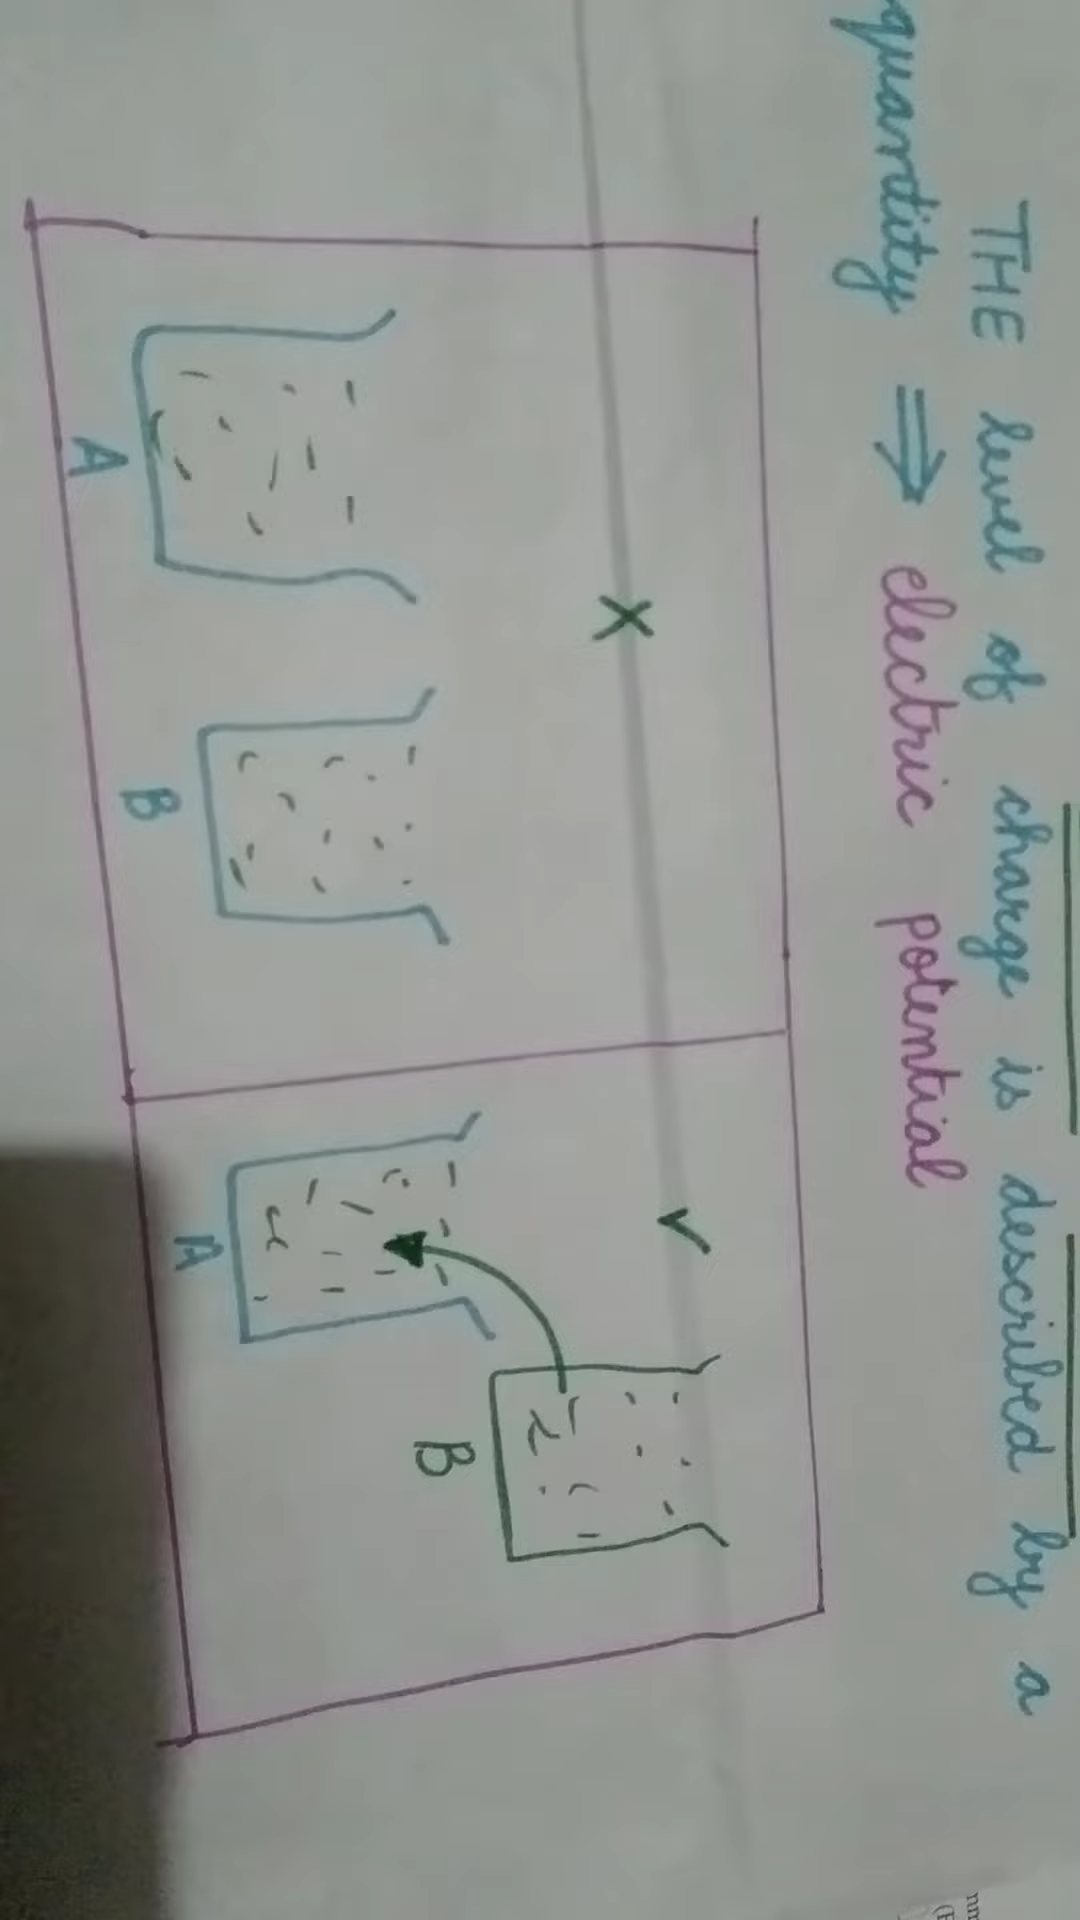 THE level of charge is described by a
quantity ⇒ electric potential
X
✓
A
B
A
B